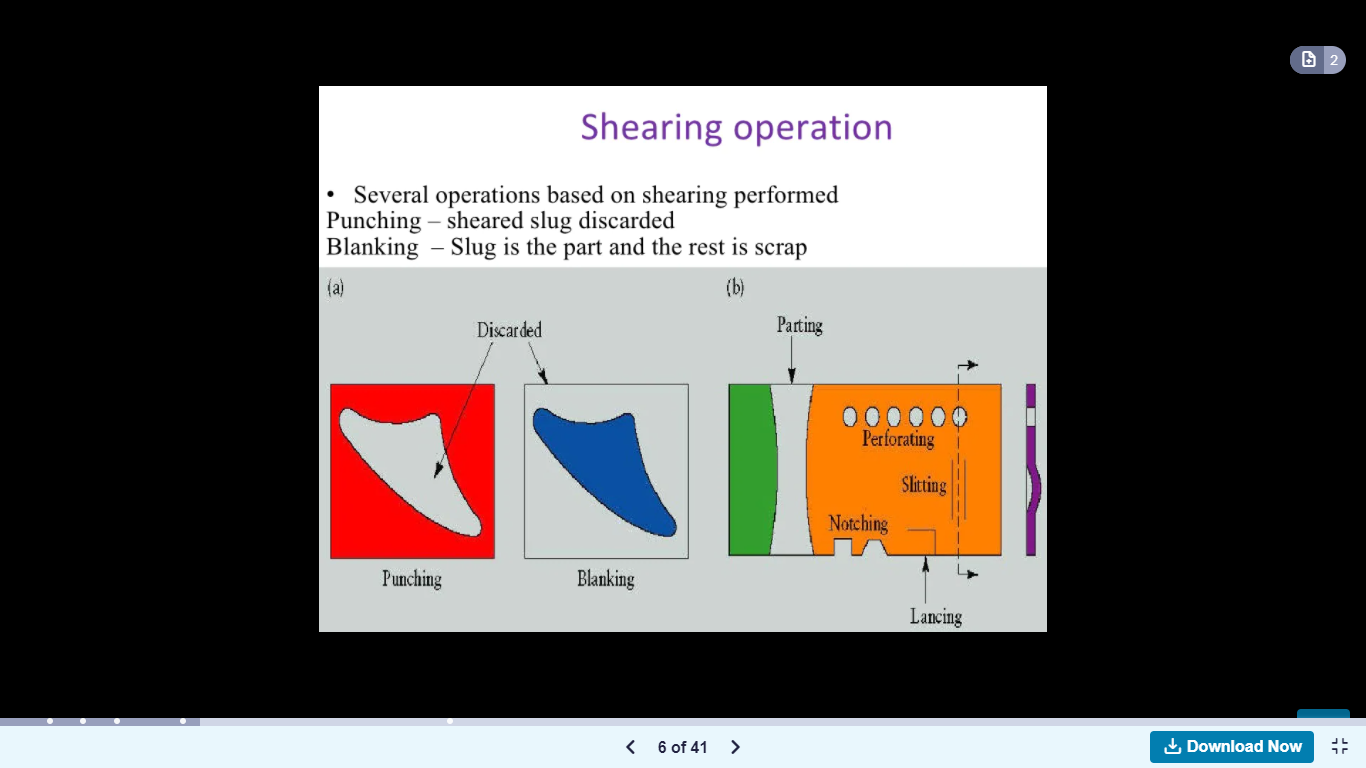 2
Shearing operation
• Several operations based on shearing performed
Punching – sheared slug discarded
Blanking – Slug is the part and the rest is scrap
(a)
(b)
Discarded
Parting
Perforating
Slitting
Notching
Punching
Blanking
Lancing
6 of 41
Download Now